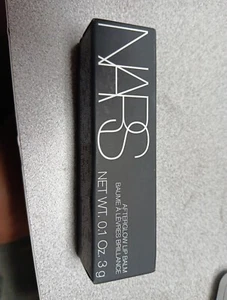 NARS
AFTERGLOW LIP BALM
BAUME À LÈVRES BRILLANCE
NET WT. 0.1 Oz. 3 g